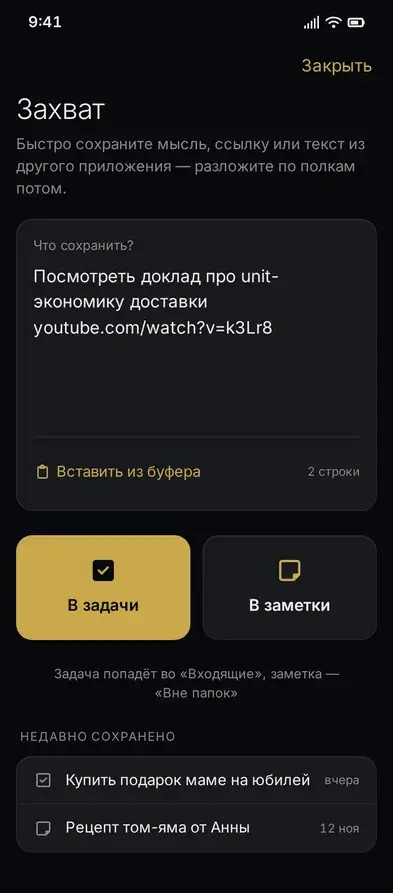 9:41
Закрыть
Захват
Быстро сохраните мысль, ссылку или текст из
другого приложения — разложите по полкам
потом.
Что сохранить?
Посмотреть доклад про unit-
экономику доставки
youtube.com/watch?v=k3Lr8
Вставить из буфера
2 строки
В задачи
В заметки
Задача попадёт во «Входящие», заметка —
«Вне папок»
НЕДАВНО СОХРАНЕНО
Купить подарок маме на юбилей вчера
Рецепт том-яма от Анны 12 ноя